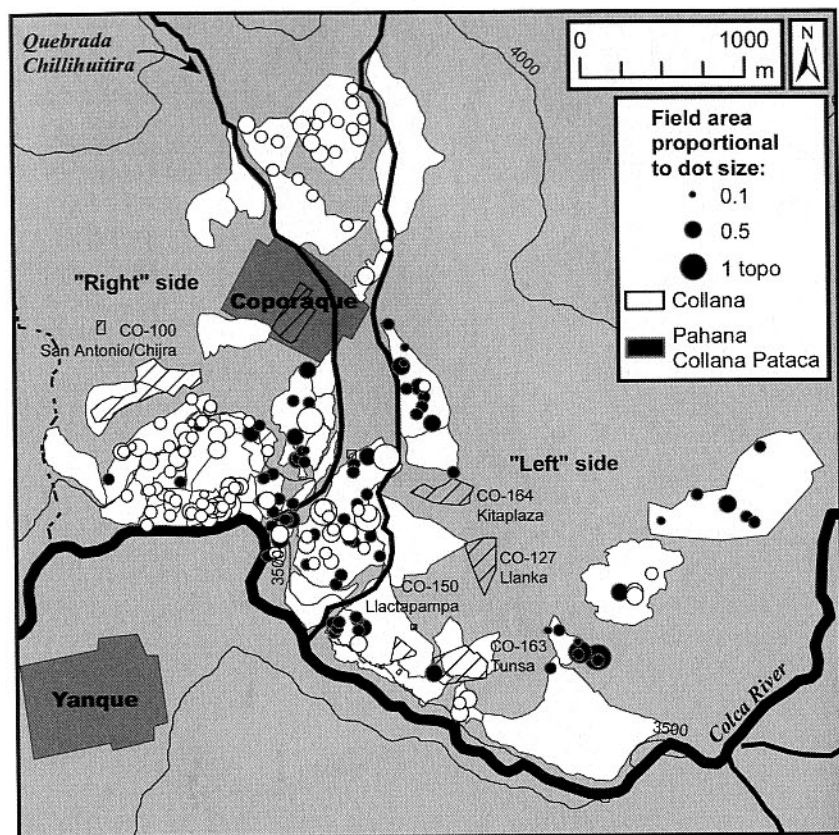 Quebrada
Chillihuitira
4000
0 1000
m
N
Field area
proportional
to dot size:
0.1
0.5
1 topo
Collana
Pahana
Collana Pataca
"Right" side
Coporaque
CO-100
San Antonio/Chijra
"Left" side
CO-164
Kitaplaza
3500
CO-127
Llanka
CO-150
Llactapampa
CO-163
Tunsa
Yanque
3500
Colca River